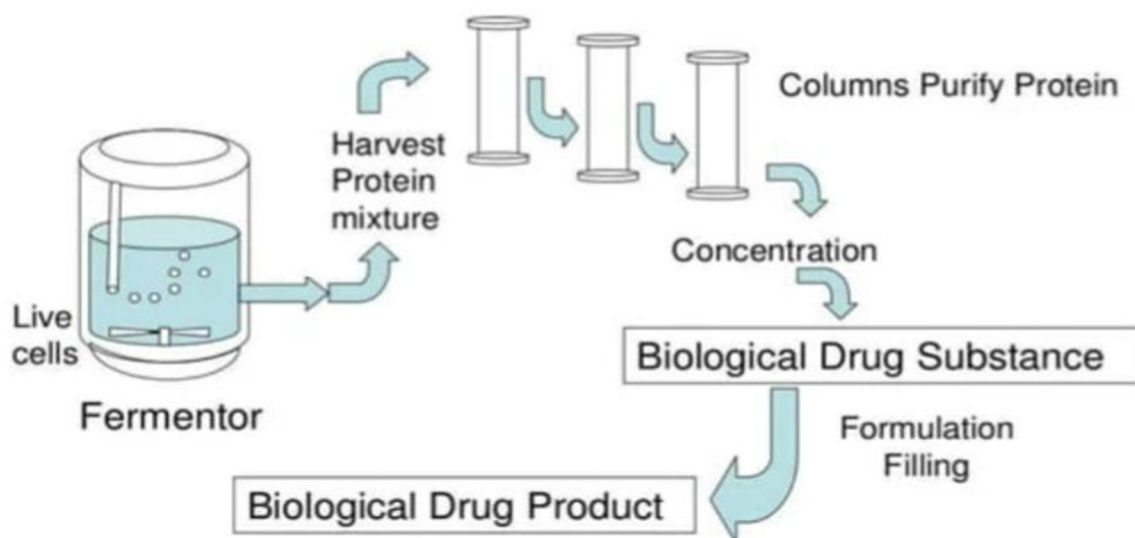 Live
cells
Fermentor
Harvest
Protein
mixture
Columns Purify Protein
Concentration
Biological Drug Substance
Formulation
Filling
Biological Drug Product